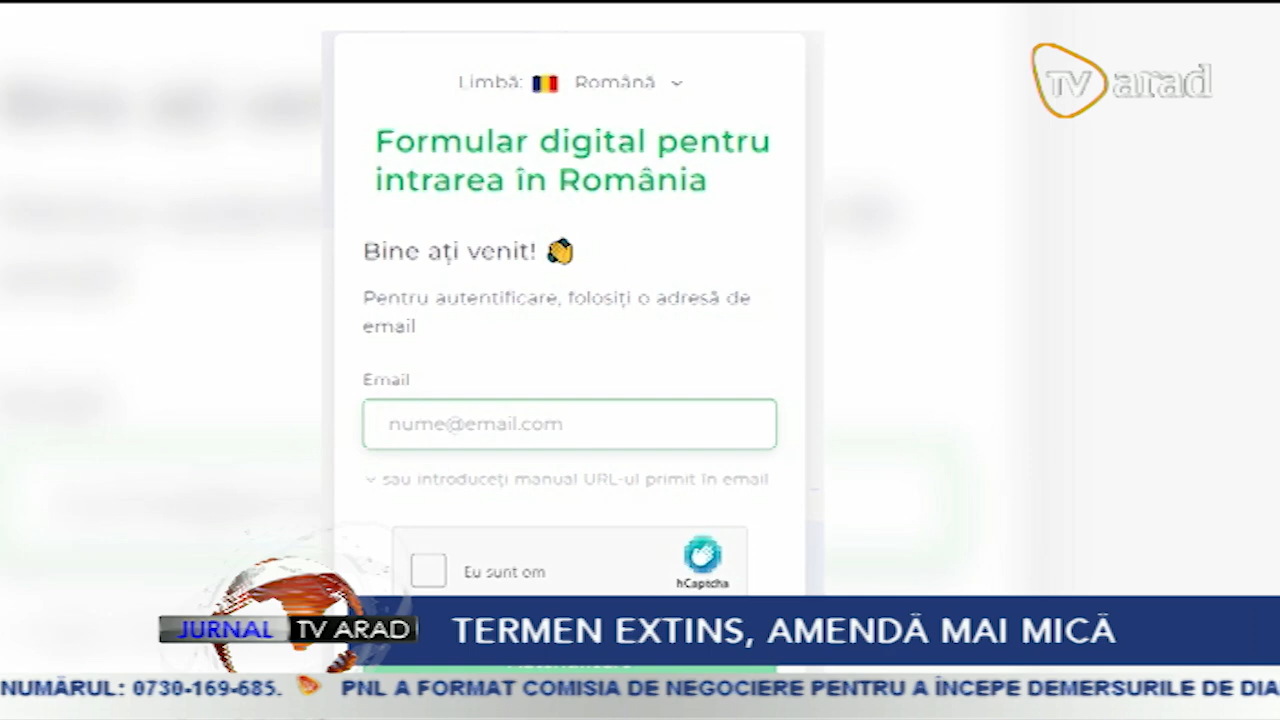 TV arad
Limbă: Română
Formular digital pentru
intrarea în România
Bine ați venit!
Pentru autentificare, folosiți o adresă de
email
Email
nume@email.com
sau introduceți manual URL-ul primit în email
Eu sunt om
hCaptcha
JURNAL TV ARAD
TERMEN EXTINS, AMENDĂ MAI MICĂ
NUMĂRUL: 0730-169-685. PNL A FORMAT COMISIA DE NEGOCIERE PENTRU A ÎNCEPE DEMERSURILE DE DIA